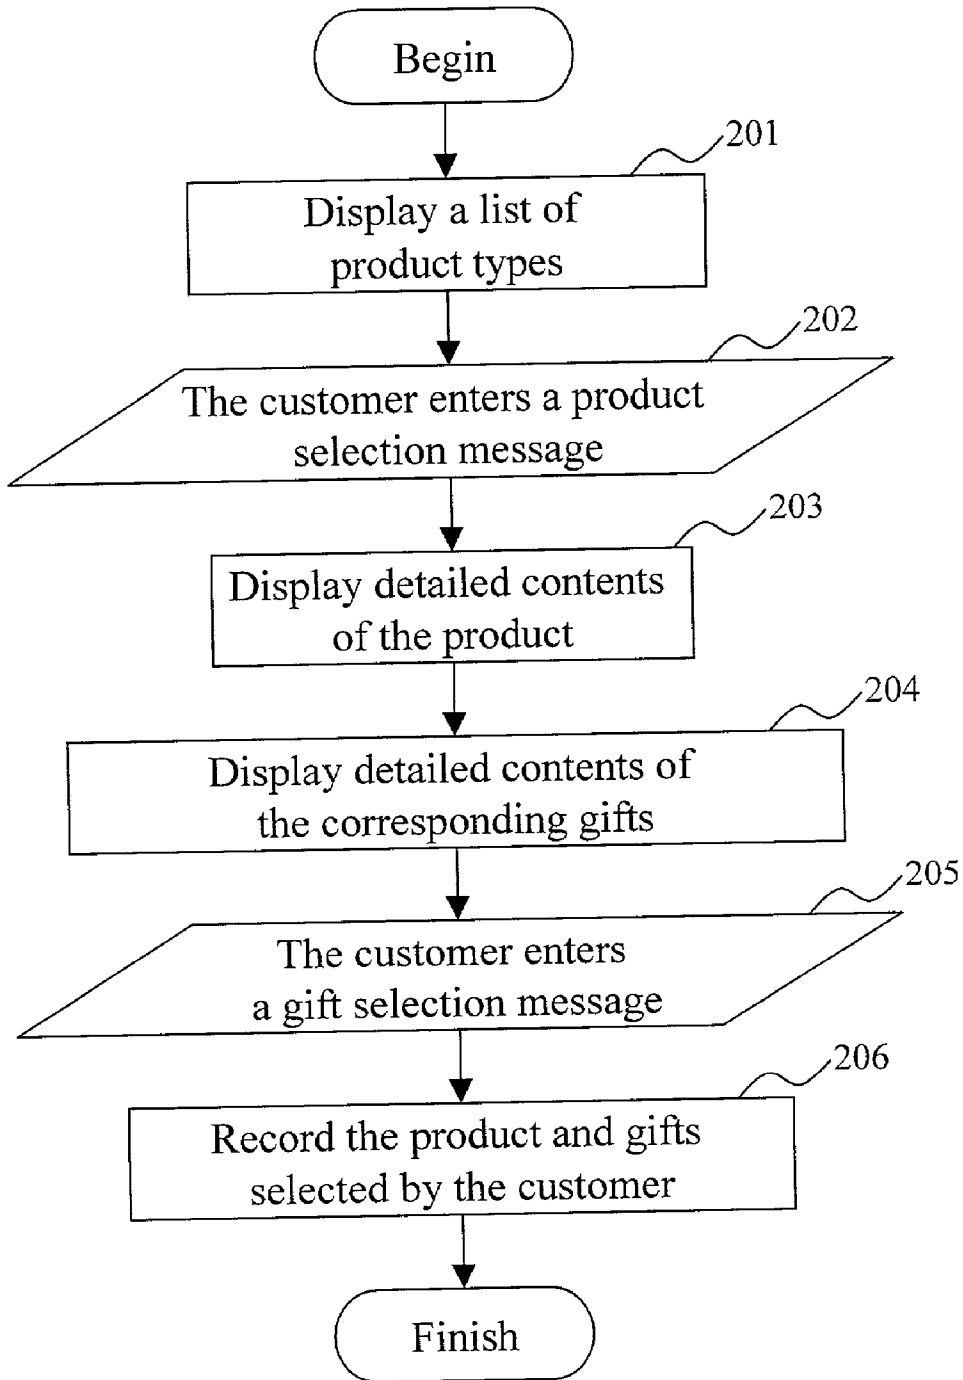 Begin
201
Display a list of
product types
202
The customer enters a product
selection message
203
Display detailed contents
of the product
204
Display detailed contents of
the corresponding gifts
205
The customer enters
a gift selection message
206
Record the product and gifts
selected by the customer
Finish